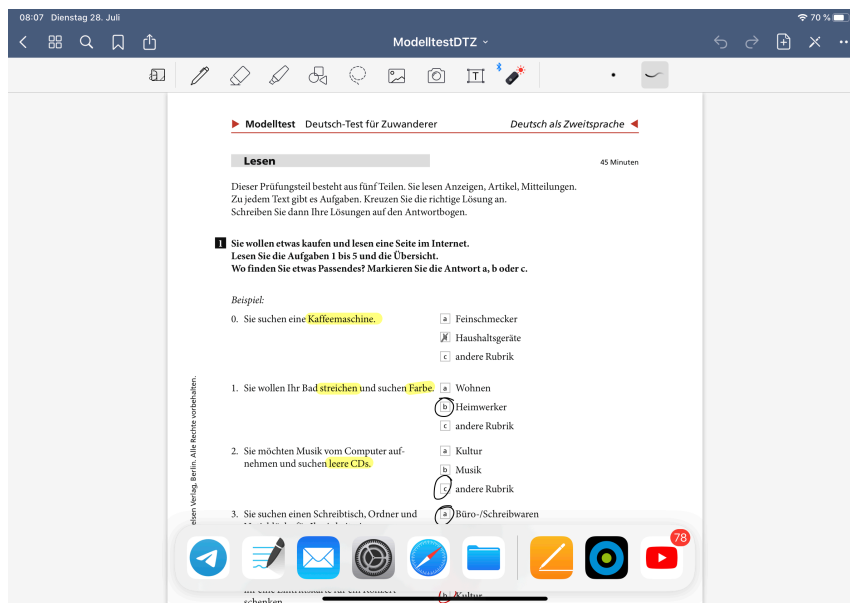 08:07 Dienstag 28. Juli
70 %
ModelltestDTZ
T
Modelltest Deutsch-Test für Zuwanderer Deutsch als Zweitsprache
Lesen 45 Minuten
Dieser Prüfungsteil besteht aus fünf Teilen. Sie lesen Anzeigen, Artikel, Mitteilungen.
Zu jedem Text gibt es Aufgaben. Kreuzen Sie die richtige Lösung an.
Schreiben Sie dann Ihre Lösungen auf den Antwortbogen.
1 Sie wollen etwas kaufen und lesen eine Seite im Internet.
Lesen Sie die Aufgaben 1 bis 5 und die Übersicht.
Wo finden Sie etwas Passendes? Markieren Sie die Antwort a, b oder c.
Beispiel:
0. Sie suchen eine Kaffeemaschine. a Feinschmecker
Haushaltsgeräte
c andere Rubrik
1. Sie wollen Ihr Bad streichen und suchen Farbe. a Wohnen
b Heimwerker
c andere Rubrik
2. Sie möchten Musik vom Computer auf- a Kultur
nehmen und suchen leere CDs.
b Musik
c andere Rubrik
3. Sie suchen einen Schreibtisch, Ordner und a Büro-/Schreibwaren
elsen Verlag, Berlin. Alle Rechte vorbehalten.
78
b Kultur
schenken